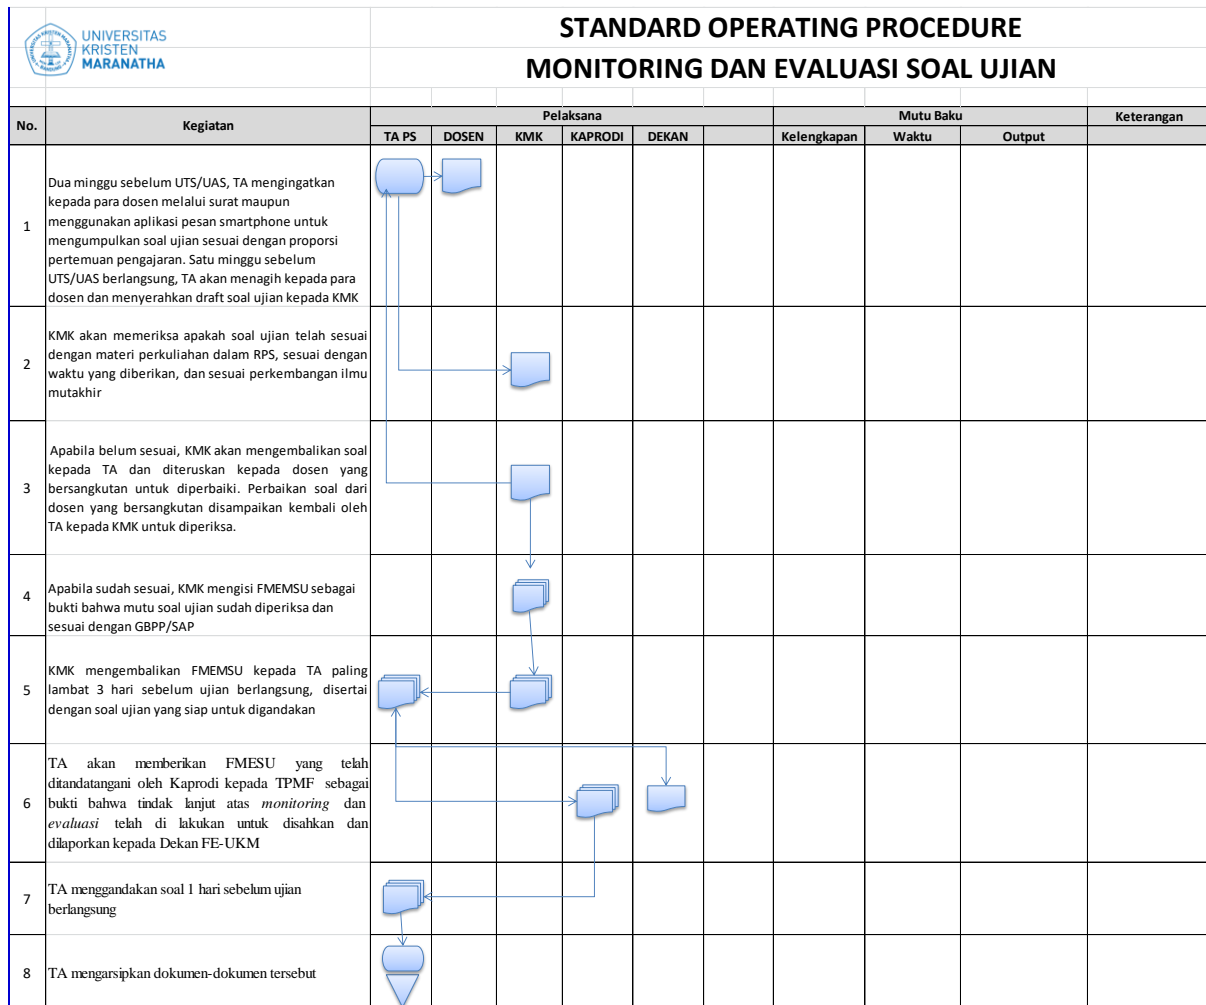 UNIVERSITAS
KRISTEN
MARANATHA
STANDARD OPERATING PROCEDURE
MONITORING DAN EVALUASI SOAL UJIAN
No.
Kegiatan
Pelaksana
Mutu Baku
Keterangan
TA PS
DOSEN
KMK
KAPRODI
DEKAN
Kelengkapan
Waktu
Output
1
Dua minggu sebelum UTS/UAS, TA mengingatkan
kepada para dosen melalui surat maupun
menggunakan aplikasi pesan smartphone untuk
mengumpulkan soal ujian sesuai dengan proporsi
pertemuan pengajaran. Satu minggu sebelum
UTS/UAS berlangsung, TA akan menagih kepada para
dosen dan menyerahkan draft soal ujian kepada KMK
2
KMK akan memeriksa apakah soal ujian telah sesuai
dengan materi perkuliahan dalam RPS, sesuai dengan
waktu yang diberikan, dan sesuai perkembangan ilmu
mutakhir
3
Apabila belum sesuai, KMK akan mengembalikan soal
kepada TA dan diteruskan kepada dosen yang
bersangkutan untuk diperbaiki. Perbaikan soal dari
dosen yang bersangkutan disampaikan kembali oleh
TA kepada KMK untuk diperiksa.
4
Apabila sudah sesuai, KMK mengisi FMEMSU sebagai
bukti bahwa mutu soal ujian sudah diperiksa dan
sesuai dengan GBPP/SAP
5
KMK mengembalikan FMEMSU kepada TA paling
lambat 3 hari sebelum ujian berlangsung, disertai
dengan soal ujian yang siap untuk digandakan
6
TA akan memberikan FMESU yang telah
ditandatangani oleh Kaprodi kepada TPMF sebagai
bukti bahwa tindak lanjut atas monitoring dan
evaluasi telah di lakukan untuk disahkan dan
dilaporkan kepada Dekan FE-UKM
7
TA menggandakan soal 1 hari sebelum ujian
berlangsung
8
TA mengarsipkan dokumen-dokumen tersebut